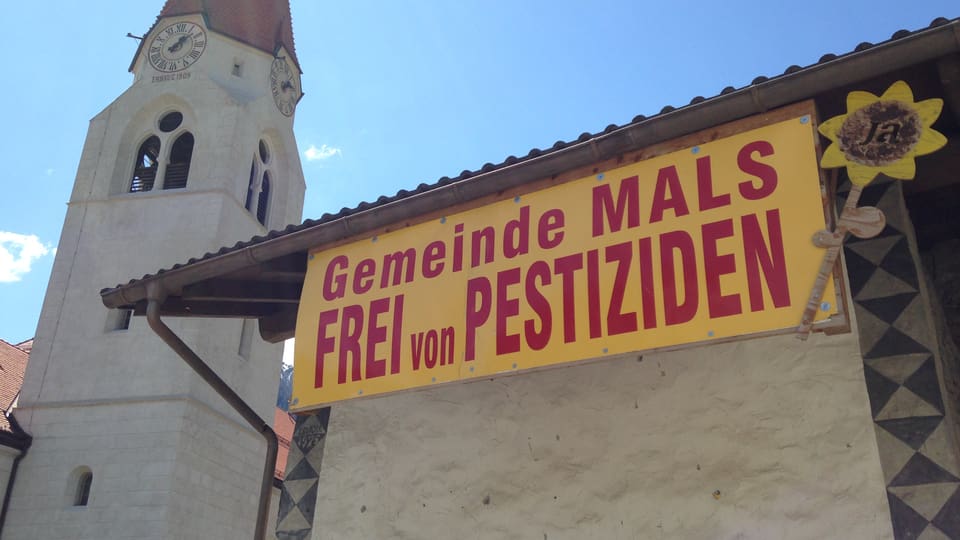 Gemeinde MALS
FREI von PESTIZIDEN
Ja